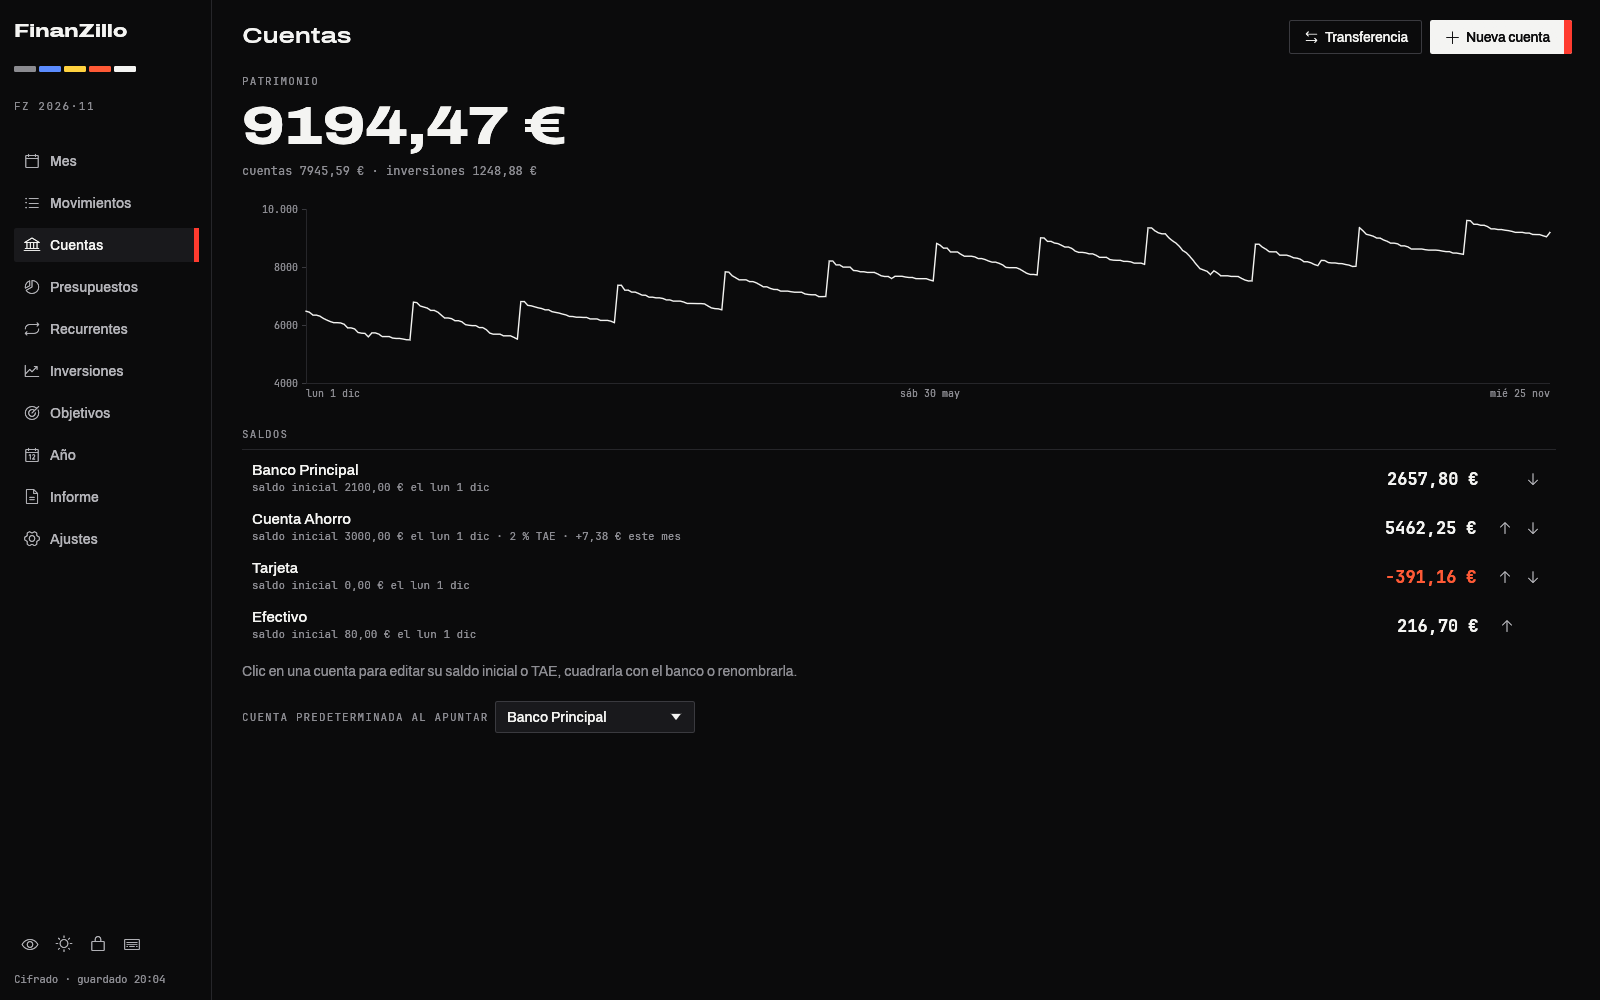 FinanZillo
FZ 2026·11
Mes
Movimientos
Cuentas
Presupuestos
Recurrentes
Inversiones
Objetivos
12
Año
Informe
Ajustes
Cifrado · guardado 20:04
Cuentas
Transferencia
Nueva cuenta
PATRIMONIO
9194,47 €
cuentas 7945,59 € · inversiones 1248,88 €
10.000
8000
6000
4000
lun 1 dic
sáb 30 may
mié 25 nov
SALDOS
Banco Principal
2657,80 €
saldo inicial 2100,00 € el lun 1 dic
Cuenta Ahorro
5462,25 €
saldo inicial 3000,00 € el lun 1 dic · 2 % TAE · +7,38 € este mes
Tarjeta
-391,16 €
saldo inicial 0,00 € el lun 1 dic
Efectivo
216,70 €
saldo inicial 80,00 € el lun 1 dic
Clic en una cuenta para editar su saldo inicial o TAE, cuadrarla con el banco o renombrarla.
CUENTA PREDETERMINADA AL APUNTAR
Banco Principal